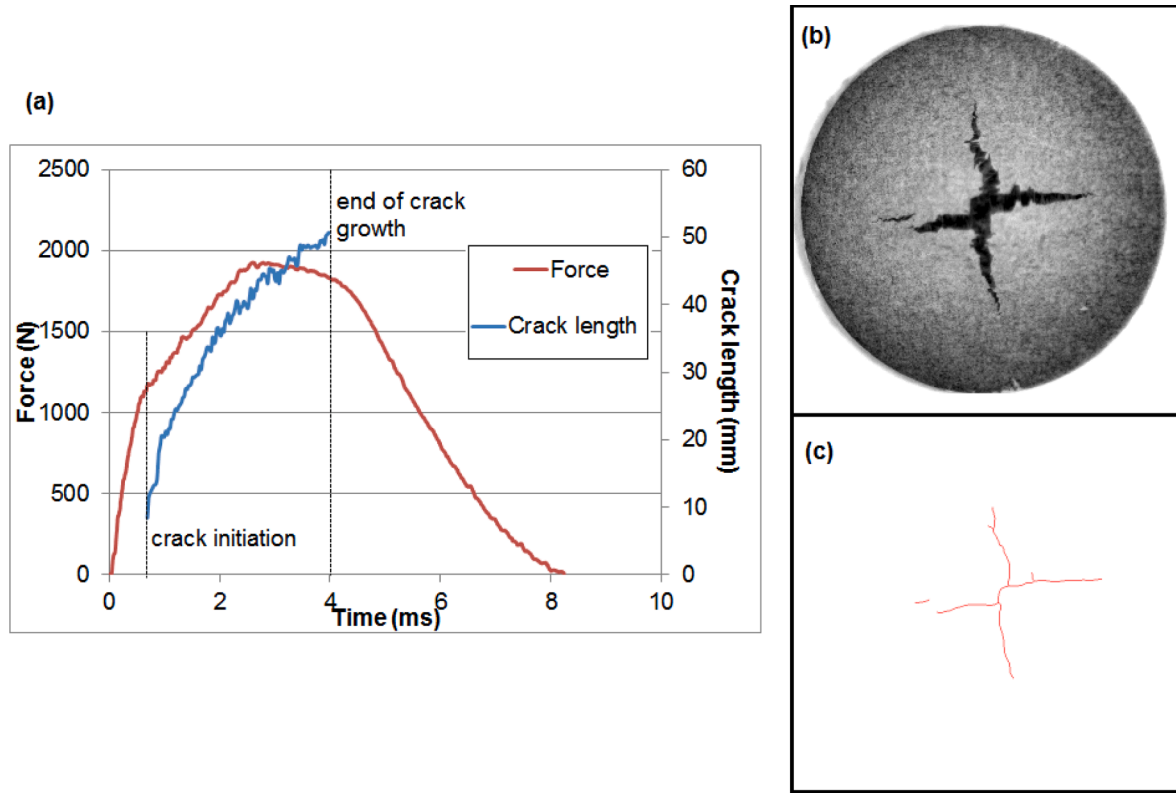 (a)
2500
2000
1500
1000
500
0
Force (N)
60
50
40
30
20
10
0
Crack length (mm)
end of crack
growth
Force
Crack length
crack initiation
0
2
4
6
8
10
Time (ms)
(b)
(c)